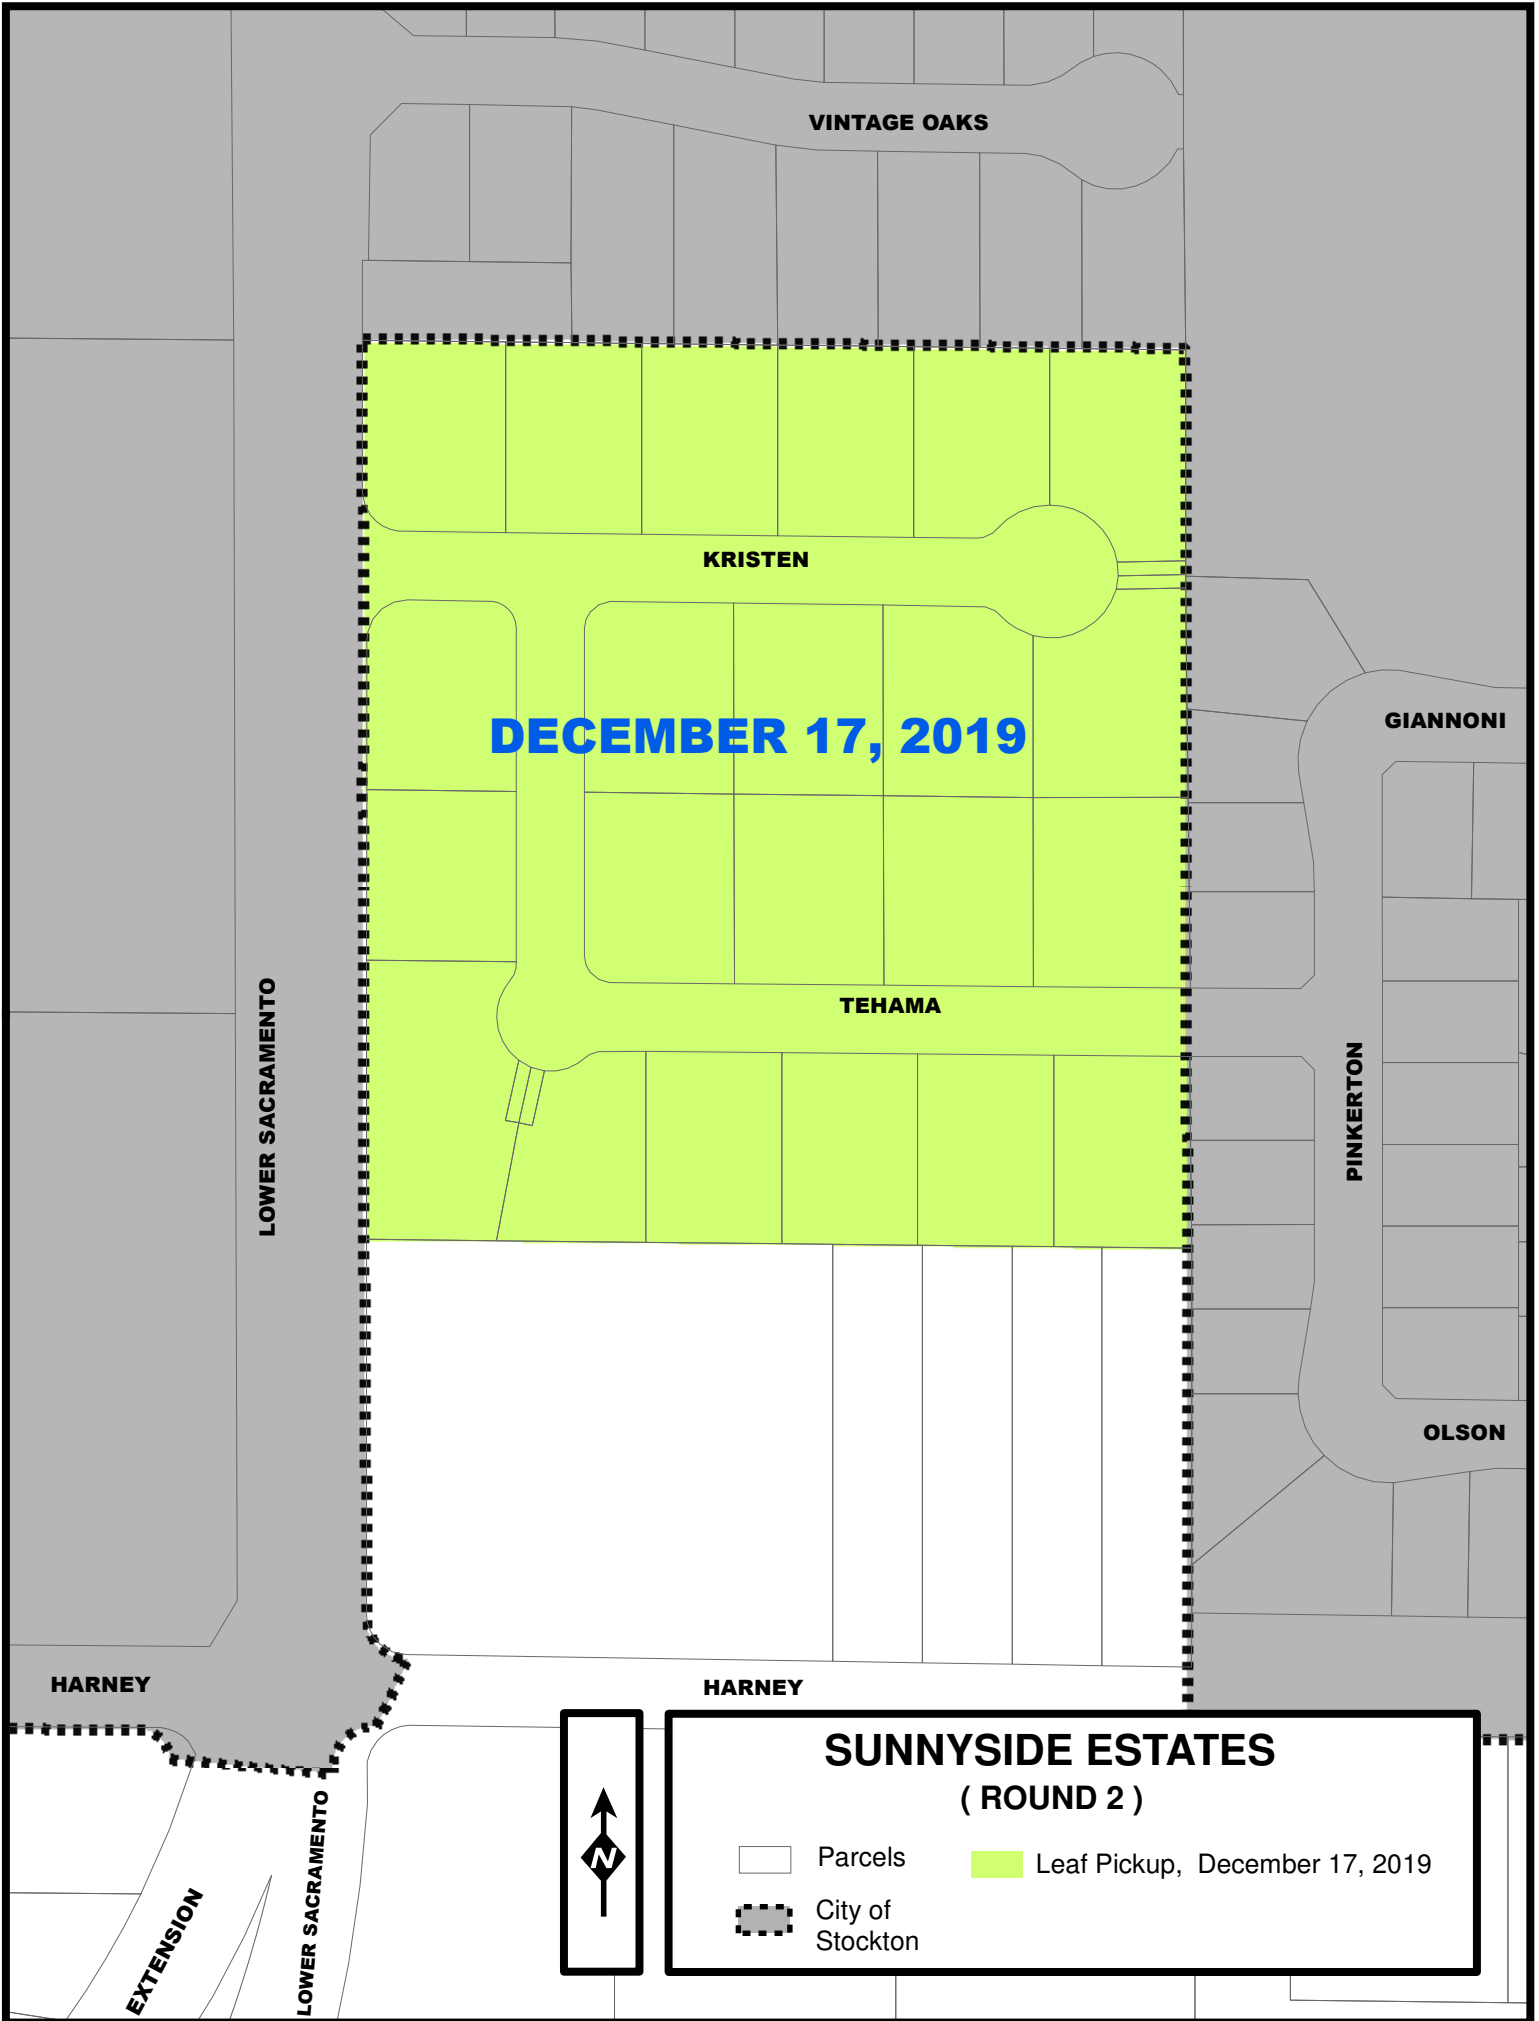 VINTAGE OAKS
KRISTEN
GIANNONI
DECEMBER 17, 2019
TEHAMA
LOWER SACRAMENTO
PINKERTON
OLSON
HARNEY
HARNEY
LOWER SACRAMENTO
EXTENSION
N
SUNNYSIDE ESTATES
( ROUND 2 )
Parcels
Leaf Pickup, December 17, 2019
City of
Stockton